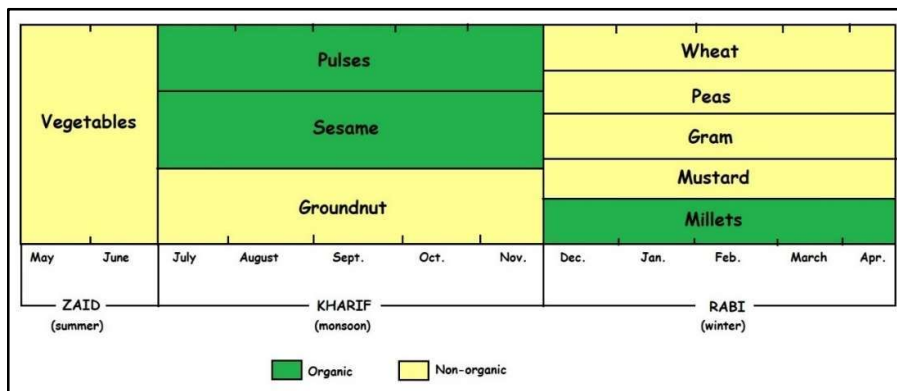 Pulses
Wheat
Peas
Vegetables
Sesame
Gram
Mustard
Groundnut
Millets
May June July August Sept. Oct. Nov. Dec. Jan. Feb. March Apr.
ZAID KHARIF RABI
(summer) (monsoon) (winter)
Organic Non-organic